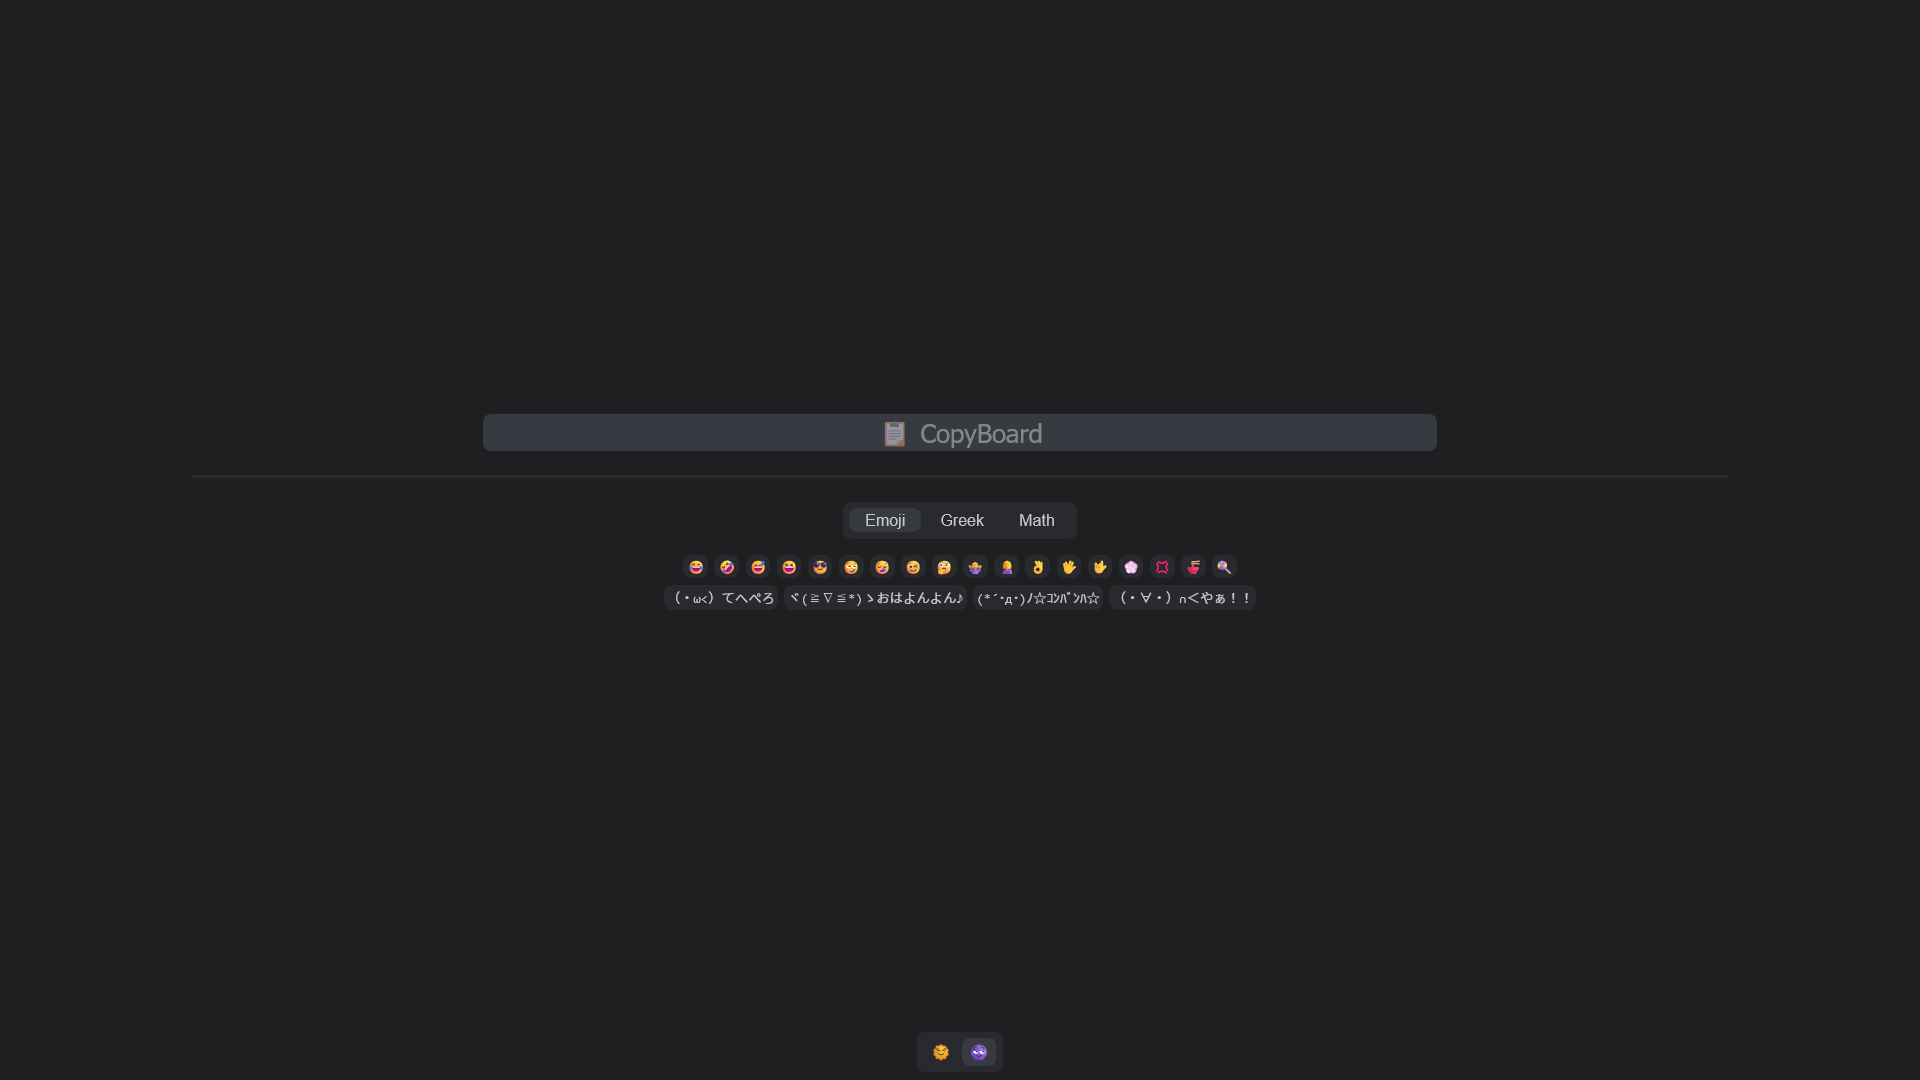 📋 CopyBoard
Emoji Greek Math
😂 🤣 😅 😆 😎 🙄 🥱 😊 🤔 🤷 🤦 👌 🖐 🤟 💮 💢 🍜 🍭
（・ω<）てへぺろ ヾ(≧∇≦*)ゝおはよんよん♪ (*´･д･)ﾉ☆ｺﾝﾊﾞﾝﾊ☆ （・∀・）∩＜やぁ！！